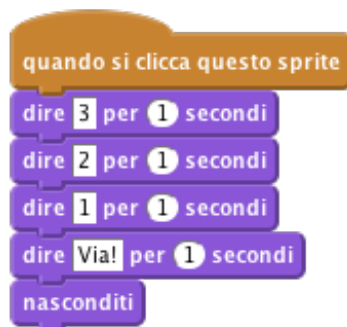 quando si clicca questo sprite
dire 3 per 1 secondi
dire 2 per 1 secondi
dire 1 per 1 secondi
dire Via! per 1 secondi
nasconditi